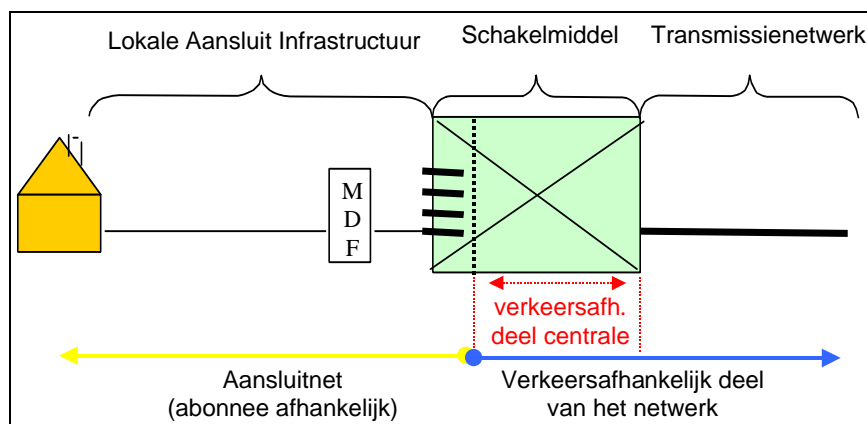 Lokale Aansluit Infrastructuur
Schakelmiddel
Transmissienetwerk
M
D
F
verkeersafh.
deel centrale
Aansluitnet
(abonnee afhankelijk)
Verkeersafhankelijk deel
van het netwerk